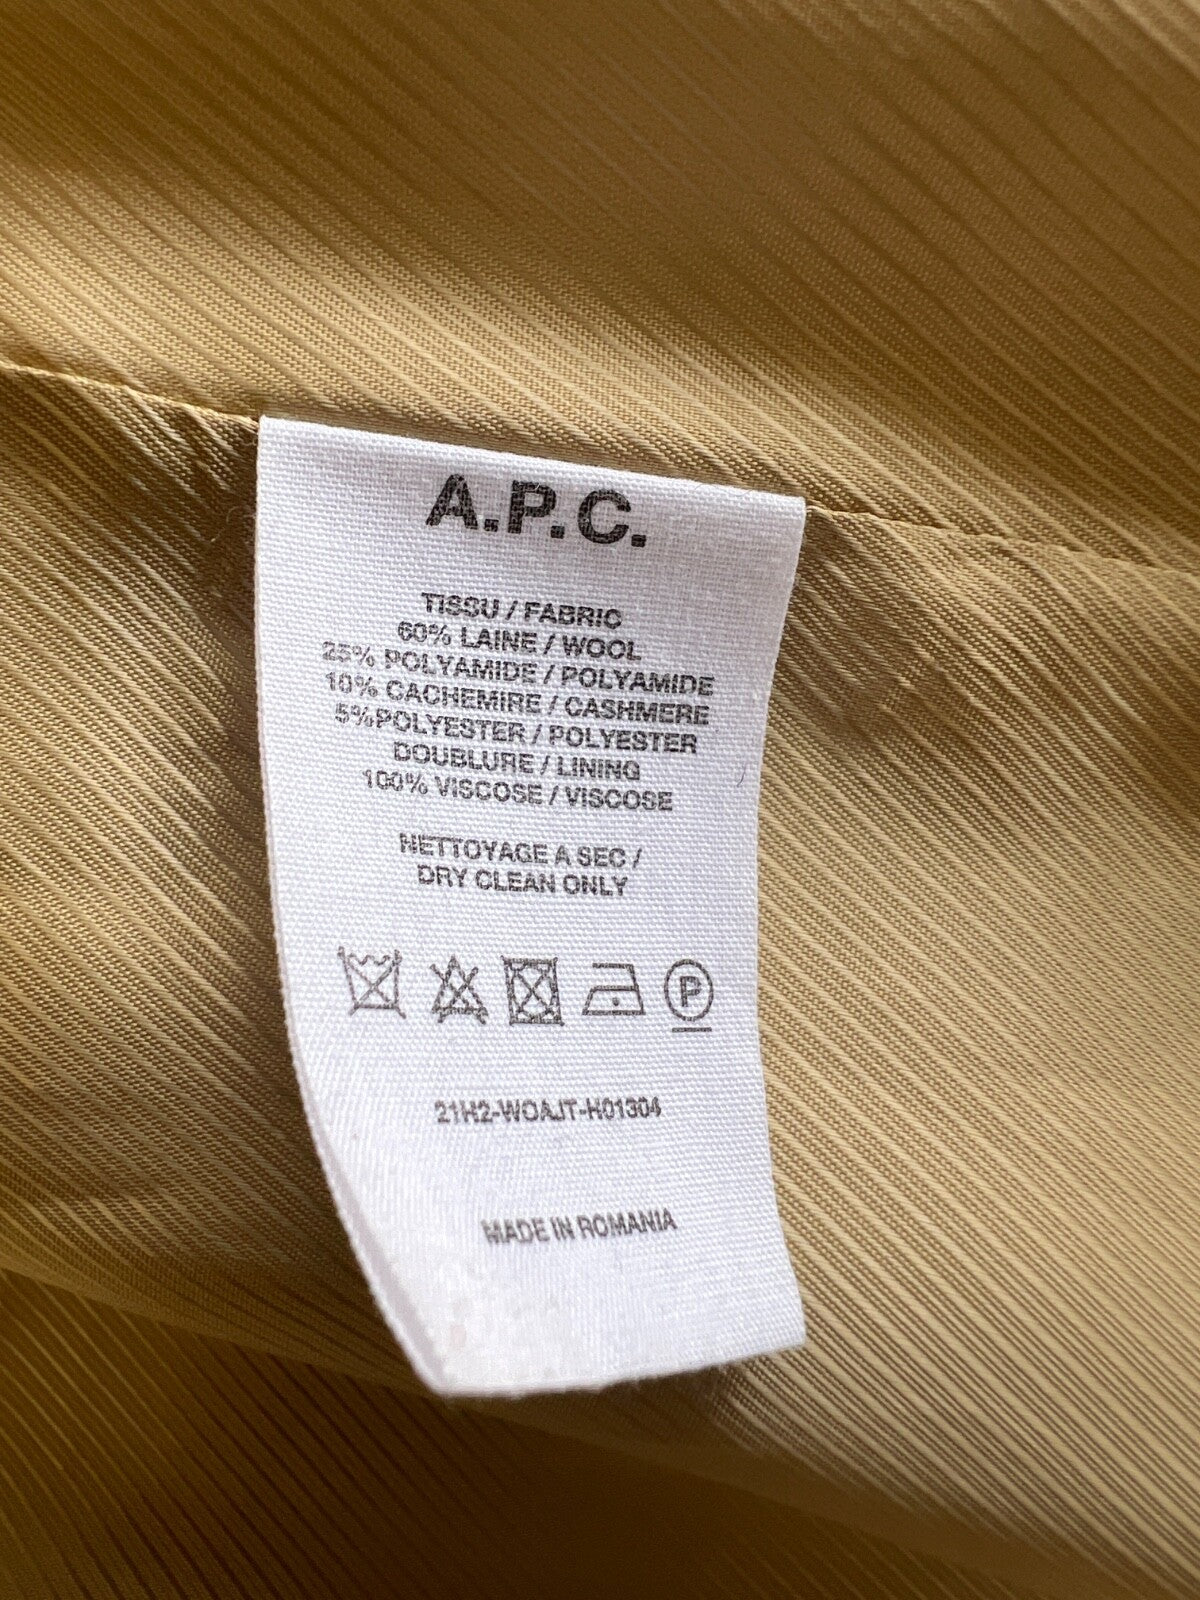 A.P.C.
TISSU / FABRIC
60% LAINE / WOOL
25% POLYAMIDE / POLYAMIDE
10% CACHEMIRE / CASHMERE
5%POLYESTER / POLYESTER
DOUBLURE / LINING
100% VISCOSE / VISCOSE
NETTOYAGE A SEC /
DRY CLEAN ONLY
P
21H2-WOAJT-H01304
MADE IN ROMANIA